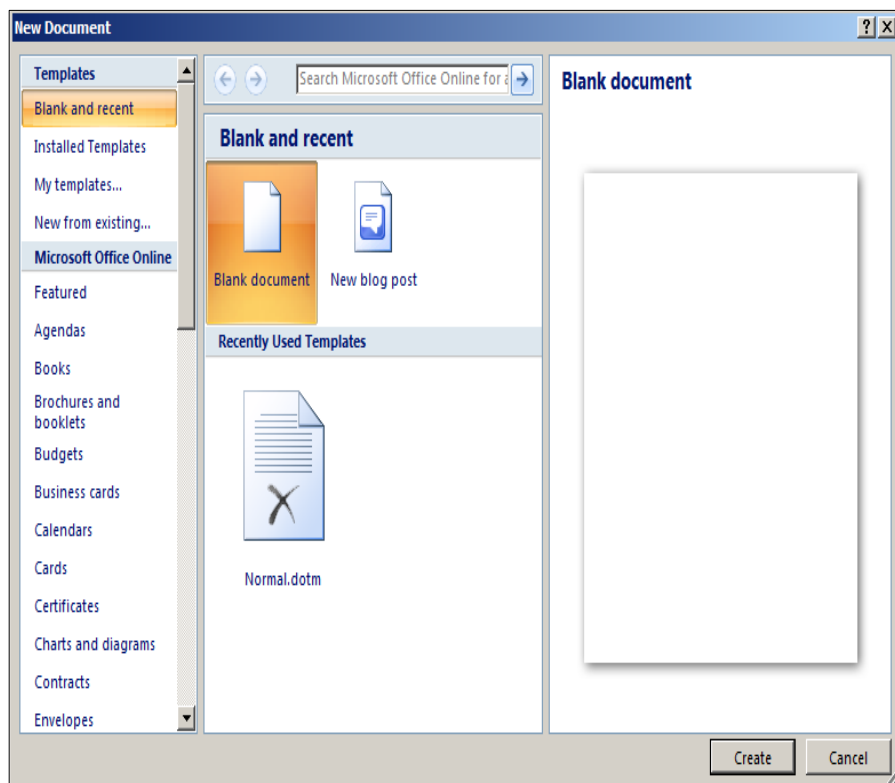 New Document
Templates
Blank and recent
Installed Templates
My templates...
New from existing...
Microsoft Office Online
Featured
Agendas
Books
Brochures and
booklets
Budgets
Business cards
Calendars
Cards
Certificates
Charts and diagrams
Contracts
Envelopes
Search Microsoft Office Online for a
Blank and recent
Blank document
New blog post
Recently Used Templates
Normal.dotm
Blank document
Create
Cancel